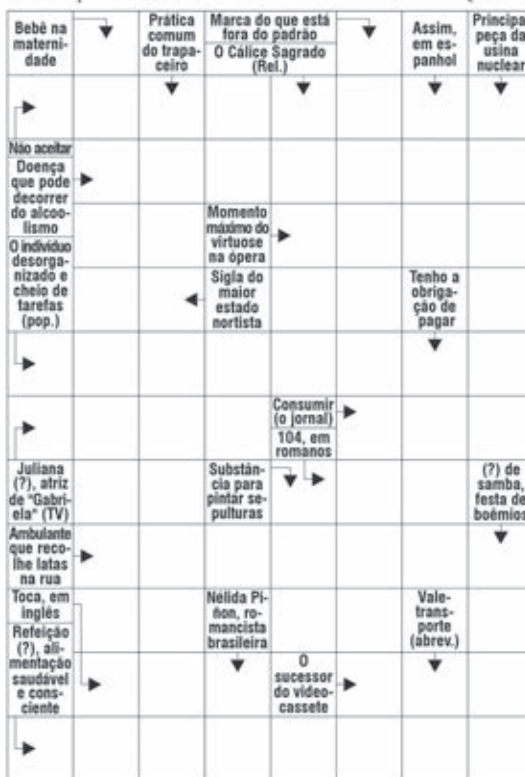 Bebê na
materni-
dade
Prática
comum
do trapa-
ceiro
Marca do que está
fora do padrão
O Cálice Sagrado
(Rel.)
Assim,
em es-
panhol
Principal
peça da
usina
nuclear
Não aceitar
Doença
que pode
decorrer
do alcoo-
lismo
O indivíduo
desorga-
nizado e
cheio de
tarefas
(pop.)
Momento
máximo do
virtuose
na ópera
Sigla do
maior
estado
nortista
Tenho a
obriga-
ção de
pagar
Consumir
(o jornal)
104, em
romanos
Juliana
(?), atriz
de "Gabri-
ela" (TV)
Substân-
cia para
pintar se-
pulturas
(?) de
samba,
festa de
boêmios
Ambulante
que reco-
lhe latas
na rua
Toca, em
inglês
Refeição
(?), ali-
mentação
saudável
e cons-
ciente
Nélida Pi-
ñon, ro-
mancista
brasileira
Vale-
trans-
porte
(abrev.)
O
sucessor
do vídeo-
cassete